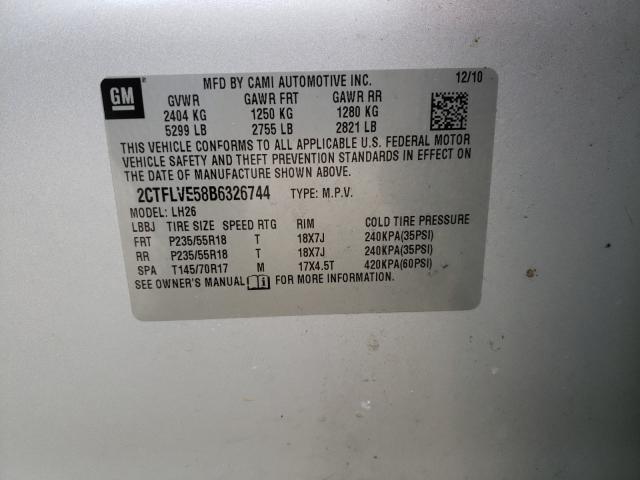 GM
MFD BY CAMI AUTOMOTIVE INC. 12/10
GVWR GAWR FRT GAWR RR
2404 KG 1250 KG 1280 KG
5299 LB 2755 LB 2821 LB
THIS VEHICLE CONFORMS TO ALL APPLICABLE U.S. FEDERAL MOTOR
VEHICLE SAFETY AND THEFT PREVENTION STANDARDS IN EFFECT ON
THE DATE OF MANUFACTURE SHOWN ABOVE.
2CTFLVE58B6326744 TYPE: M.P.V.
MODEL: LH26
LBBJ TIRE SIZE SPEED RTG RIM COLD TIRE PRESSURE
FRT P235/55R18 T 18X7J 240KPA(35PSI)
RR P235/55R18 T 18X7J 240KPA(35PSI)
SPA T145/70R17 M 17X4.5T 420KPA(60PSI)
SEE OWNER'S MANUAL FOR MORE INFORMATION.